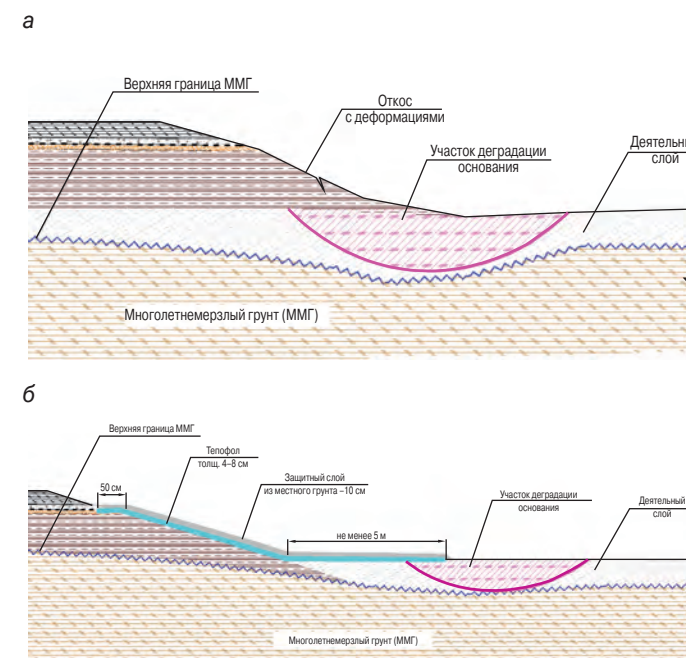 а
Верхняя граница ММГ
Откос
с деформациями
Участок деградации
основания
слой
Многолетнемерзлый грунт (ММГ)
б
Верхняя граница ММГ
Тепофол
толщ. 4–8 см
50 см
Защитный слой
из местного грунта –10 см
не менее 5 м
Участок деградации
основания
Деятельный
слой
Многолетнемерзлый грунт (ММГ)